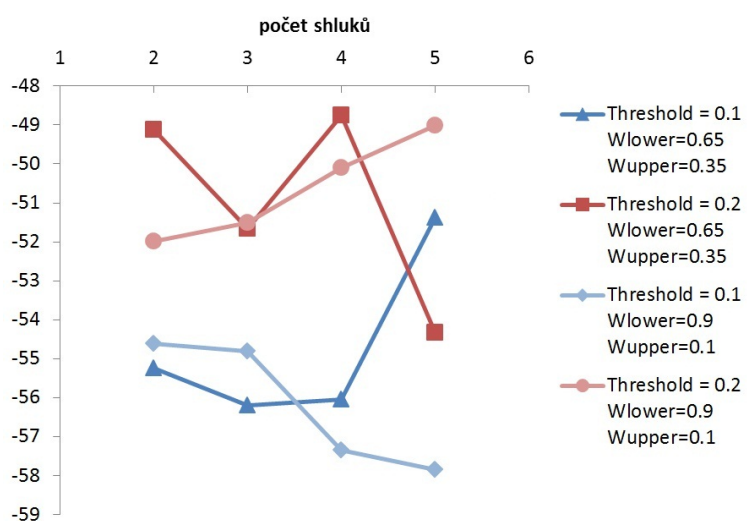 počet shluků
1 2 3 4 5 6
-48
-49
-50
-51
-52
-53
-54
-55
-56
-57
-58
-59
Threshold = 0.1
Wlower=0.65
Wupper=0.35
Threshold = 0.2
Wlower=0.65
Wupper=0.35
Threshold = 0.1
Wlower=0.9
Wupper=0.1
Threshold = 0.2
Wlower=0.9
Wupper=0.1